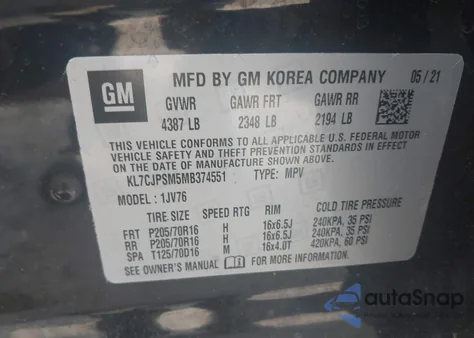 GM
MFD BY GM KOREA COMPANY 05/21
GVWR GAWR FRT GAWR RR
4387 LB 2348 LB 2194 LB
THIS VEHICLE CONFORMS TO ALL APPLICABLE U.S. FEDERAL MOTOR
VEHICLE SAFETY AND THEFT PREVENTION STANDARDS IN EFFECT
ON THE DATE OF MANUFACTURE SHOWN ABOVE.
KL7CJPSM5MB374551 TYPE: MPV
MODEL: 1JV76
SPEED RTG RIM COLD TIRE PRESSURE
FRT P205/70R16 H 16x6.5J 240KPA, 35 PSI
RR P205/70R16 H 16x6.5J 240KPA, 35 PSI
SPA T125/70D16 M 16x4.0T 420KPA, 60 PSI
SEE OWNER'S MANUAL FOR MORE INFORMATION.
autoSnap